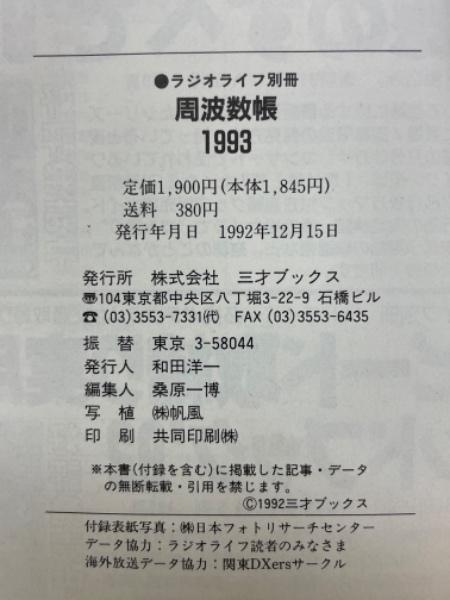 ●ラジオライフ別冊
周波数帳
1993
定価1,900円(本体1,845円)
送料 380円
発行年月日 1992年12月15日
発行所 株式会社 三才ブックス
〠104東京都中央区八丁堀3-22-9 石橋ビル
☎ (03)3553-7331㈹ FAX (03)3553-6435
振替 東京 3-58044
発行人 和田洋一
編集人 桑原一博
写植 ㈱帆風
印刷 共同印刷㈱
※本書(付録を含む)に掲載した記事・データ
の無断転載・引用を禁じます。
Ⓒ1992三才ブックス
付録表紙写真:㈱日本フォトリサーチセンター
データ協力:ラジオライフ読者のみなさま
海外放送データ協力:関東DXersサークル